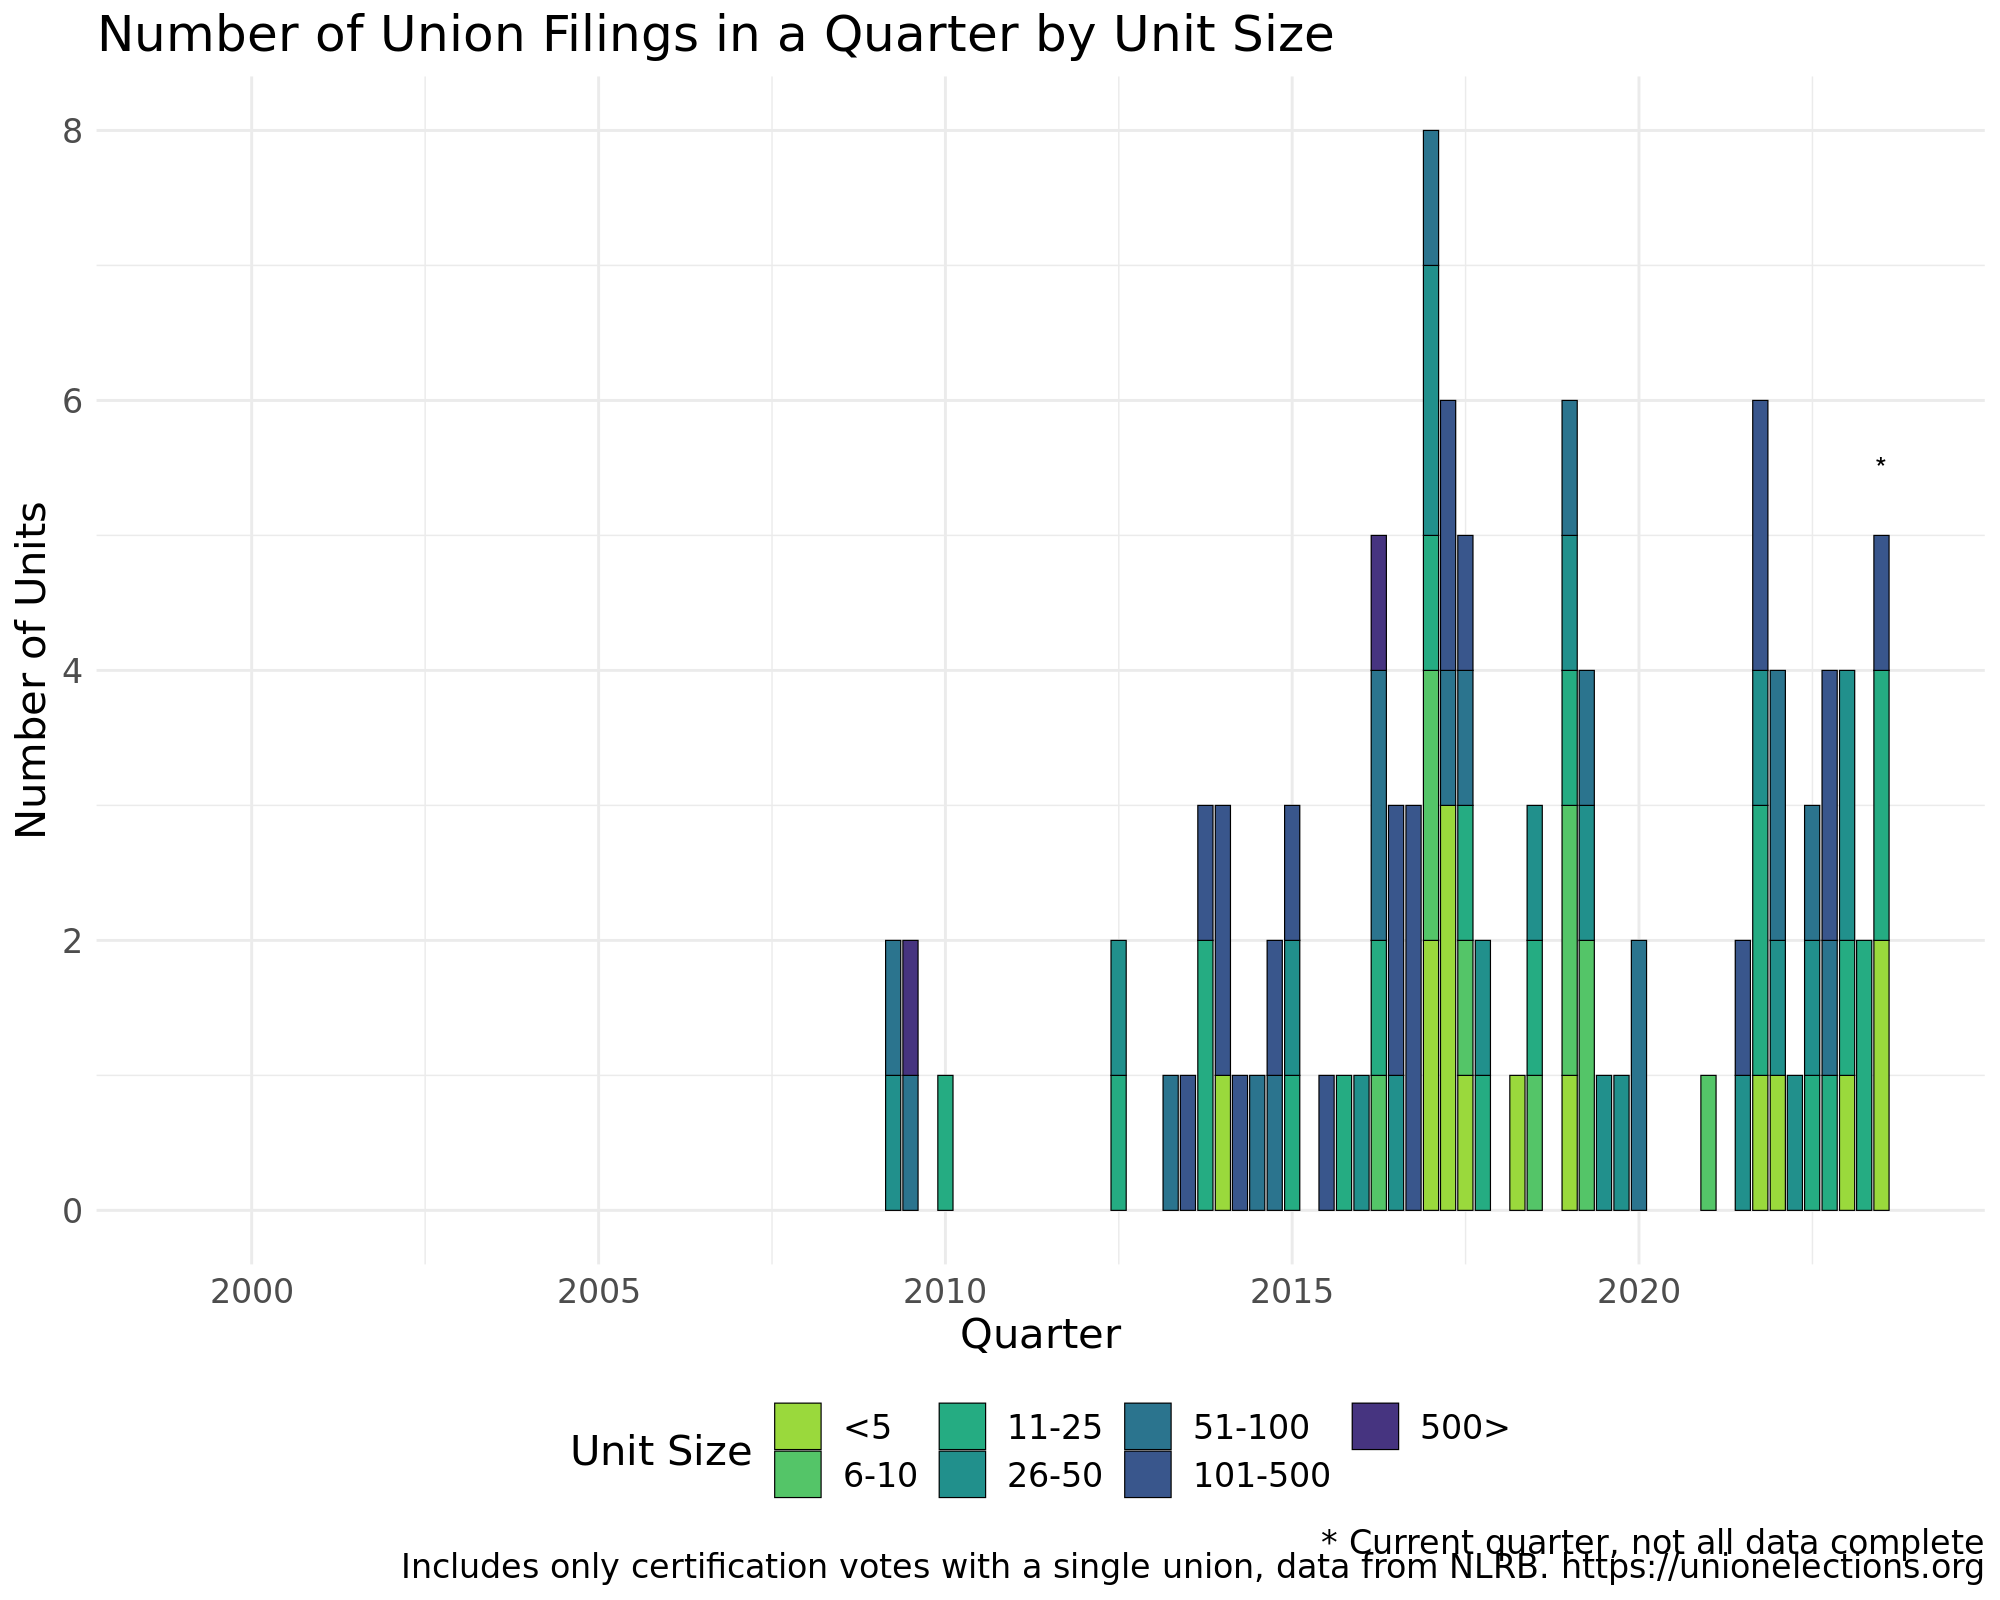 Number of Union Filings in a Quarter by Unit Size
Number of Units
8
6
4
2
0
*
2000 2005 2010 2015 2020
Quarter
Unit Size
<5 11-25 51-100 500>
6-10 26-50 101-500
* Current quarter, not all data complete
Includes only certification votes with a single union, data from NLRB. https://unionelections.org